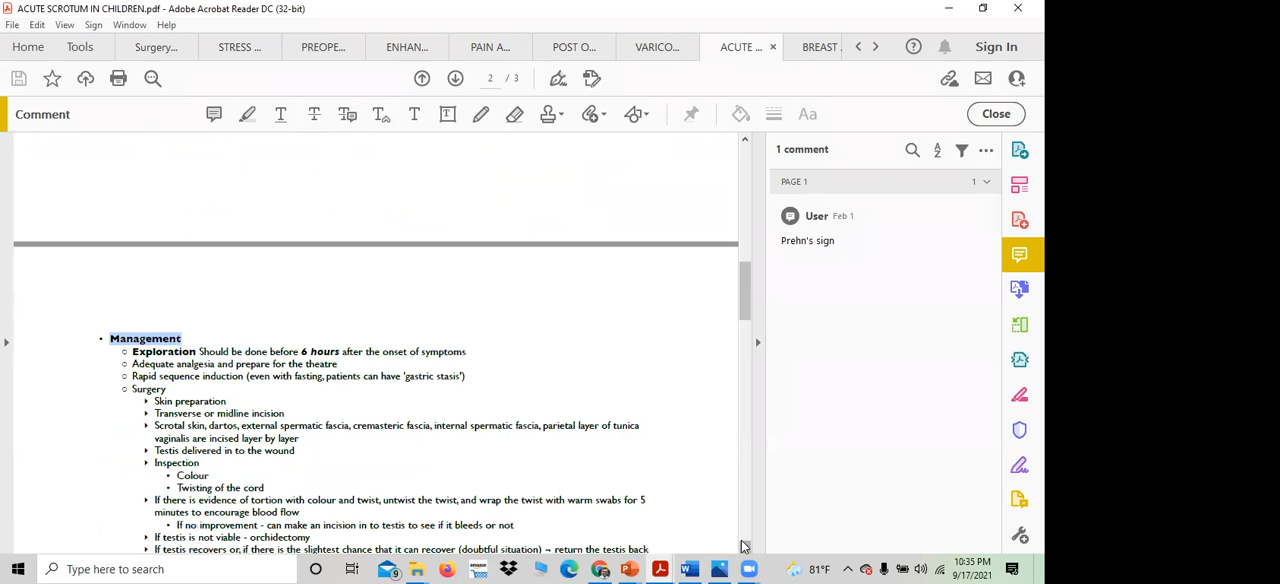 ACUTE SCROTUM IN CHILDREN.pdf - Adobe Acrobat Reader DC (32-bit)
File Edit View Sign Window Help
Home Tools Surgery... STRESS ... PREOPE... ENHAN... PAIN A... POST O... VARICO... ACUTE ... BREAST Sign In
2 / 3
Comment Close
1 comment
PAGE 1 1
User Feb 1
Prehn's sign
• Management
○ Exploration Should be done before 6 hours after the onset of symptoms
○ Adequate analgesia and prepare for the theatre
○ Rapid sequence induction (even with fasting, patients can have 'gastric stasis')
○ Surgery
Skin preparation
Transverse or midline incision
Scrotal skin, dartos, external spermatic fascia, cremasteric fascia, internal spermatic fascia, parietal layer of tunica
vaginalis are incised layer by layer
Testis delivered in to the wound
Inspection
• Colour
• Twisting of the cord
If there is evidence of tortion with colour and twist, untwist the twist, and wrap the twist with warm swabs for 5
minutes to encourage blood flow
• If no improvement - can make an incision in to testis to see if it bleeds or not
If testis is not viable - orchidectomy
If testis recovers or, if there is the slightest chance that it can recover (doubtful situation) ¬ return the testis back
Type here to search
9
81°F
10:35 PM
9/17/2021